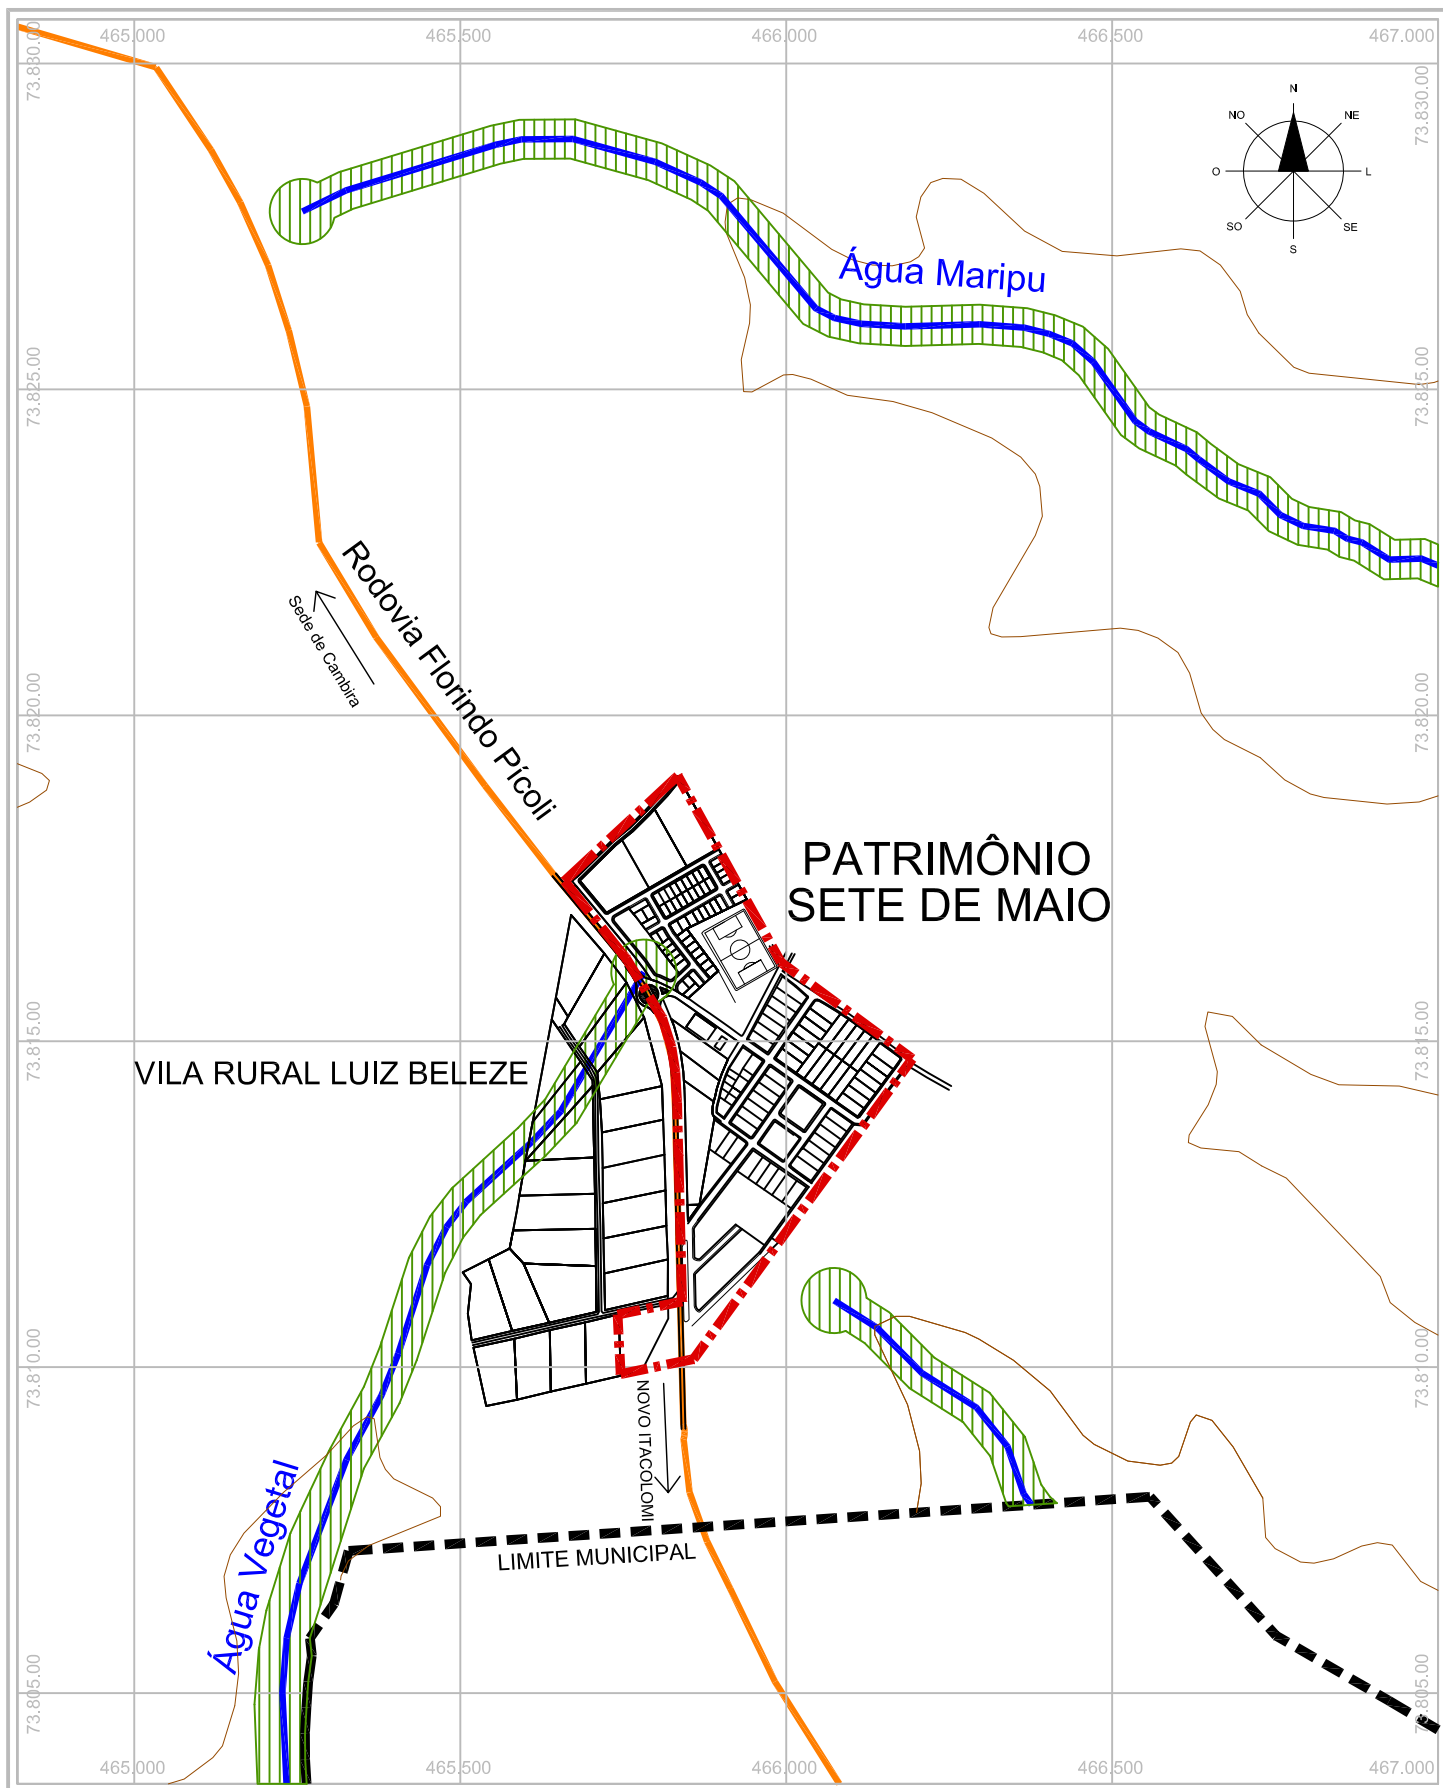 465.000 465.500 466.000 466.500 467.000
73.830.00 73.830.00
N
NO NE
O L
SO SE
S
Água Maripu
73.825.00 73.825.00
Rodovia Florindo Pícoli
Sede de Cambira
73.820.00 73.820.00
PATRIMÔNIO
SETE DE MAIO
73.815.00 73.815.00
VILA RURAL LUIZ BELEZE
73.810.00 73.810.00
NOVO ITACOLOMI
Água Vegetal
LIMITE MUNICIPAL
73.805.00 73.805.00
465.000 465.500 466.000 466.500 467.000